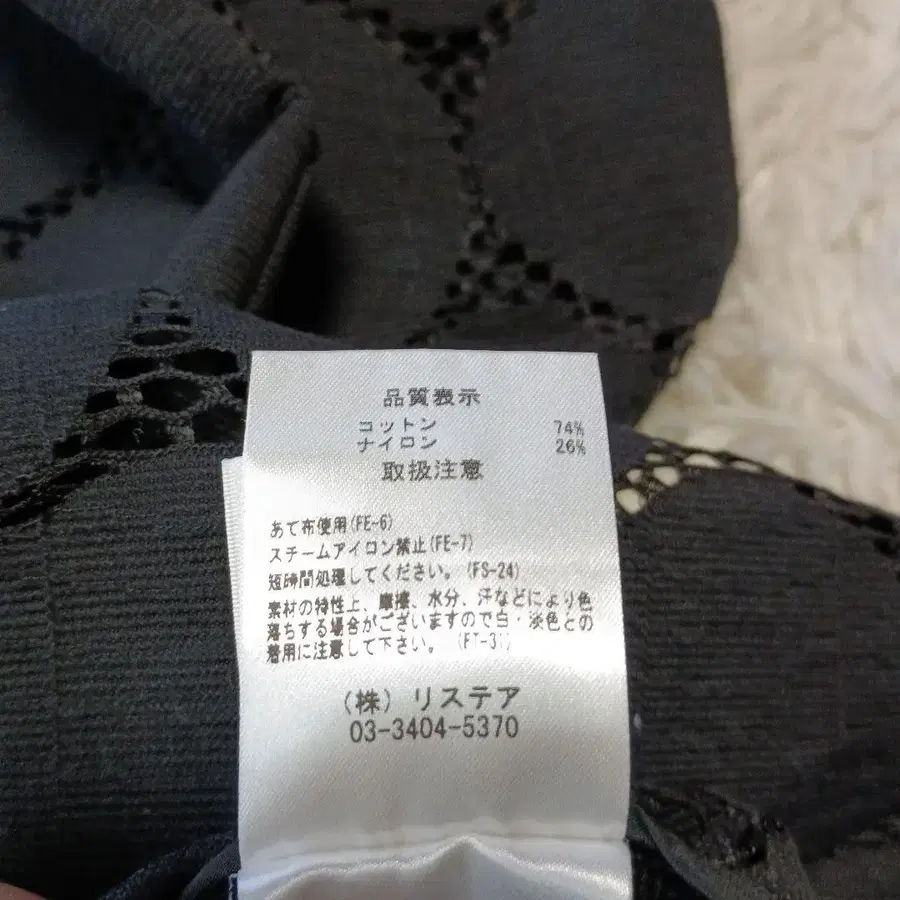 品質表示
コットン 74%
ナイロン 26%
取扱注意
あて布使用(FE-6)
スチームアイロン禁止(FE-7)
短時間処理してください。(FS-24)
素材の特性上、摩擦、水分、汗などにより色
落ちする場合がございますので白・淡色との
着用に注意して下さい。(FT-31)
(株)リステア
03-3404-5370